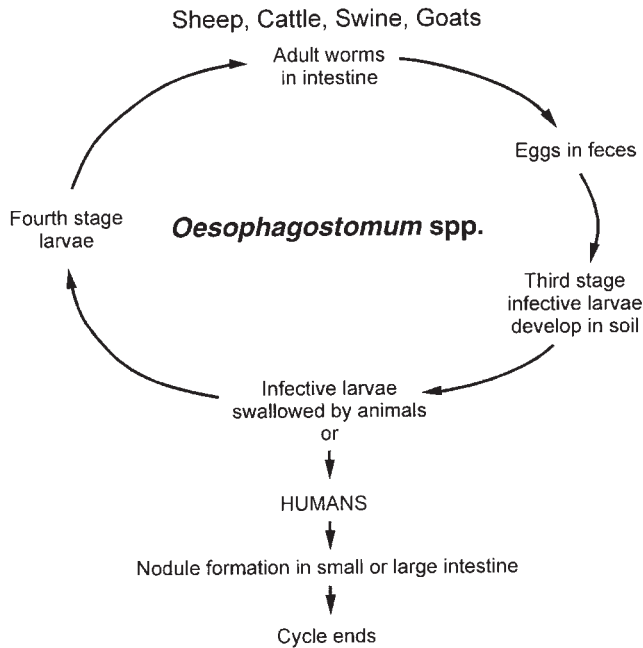 Sheep, Cattle, Swine, Goats
Adult worms
in intestine
Eggs in feces
Fourth stage
larvae
Oesophagostomum spp.
Third stage
infective larvae
develop in soil
Infective larvae
swallowed by animals
or
HUMANS
Nodule formation in small or large intestine
Cycle ends